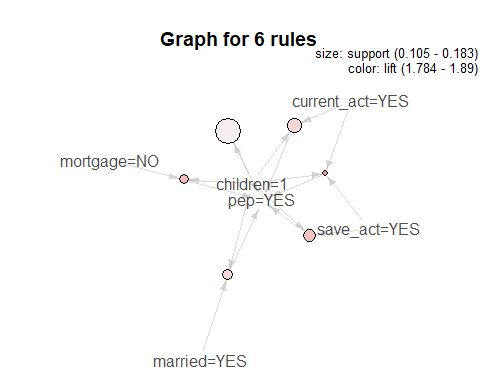 Graph for 6 rules
size: support (0.105 - 0.183)
color: lift (1.784 - 1.89)
current_act=YES
mortgage=NO
children=1
pep=YES
save_act=YES
married=YES